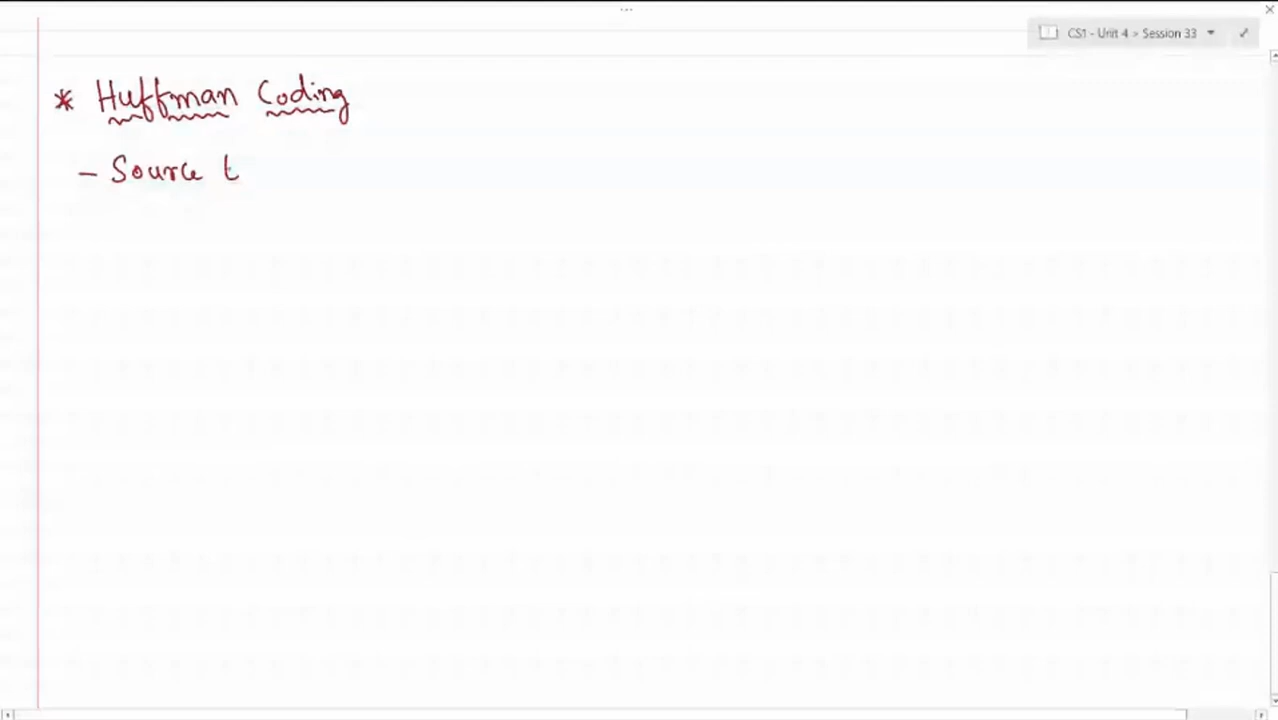 CS1 - Unit 4 > Session 33
* Huffman Coding
- Source t